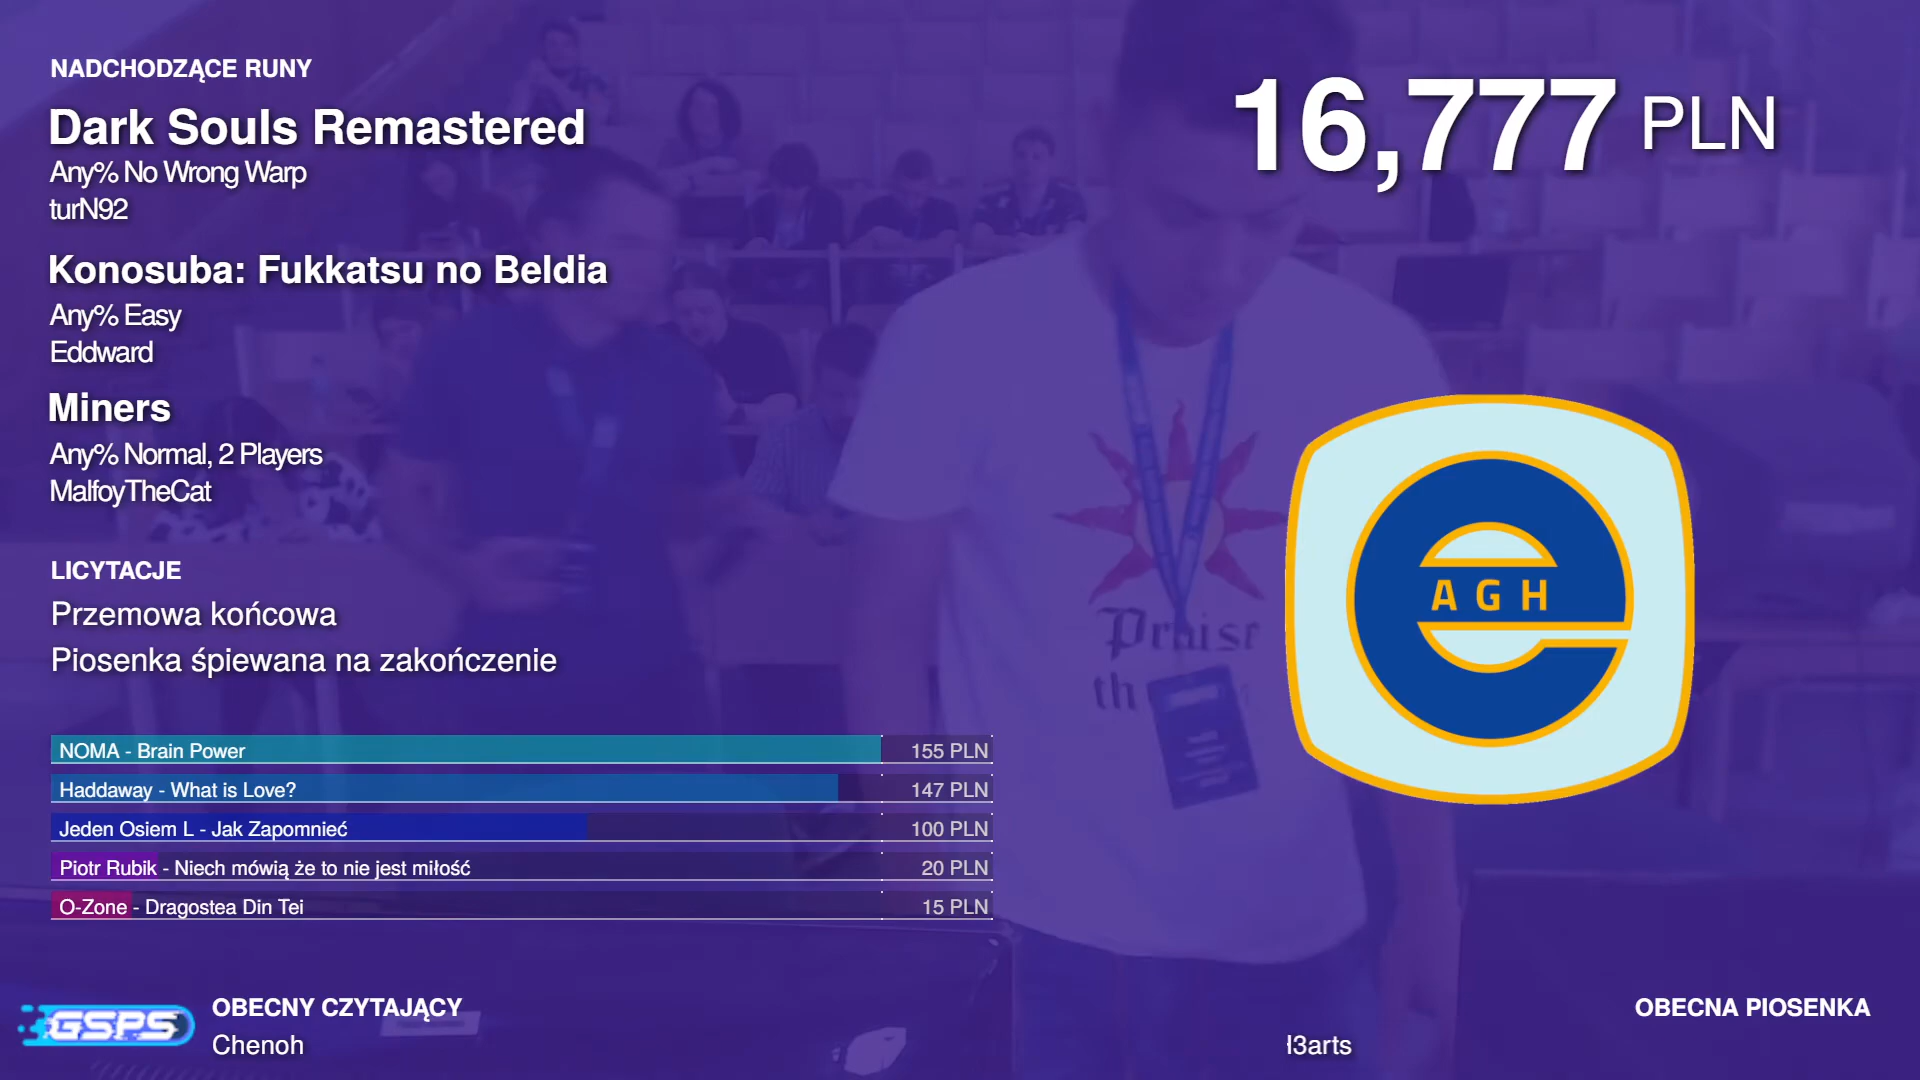 NADCHODZĄCE RUNY
Dark Souls Remastered
Any% No Wrong Warp
turN92
Konosuba: Fukkatsu no Beldia
Any% Easy
Eddward
Miners
Any% Normal, 2 Players
MalfoyTheCat
LICYTACJE
Przemowa końcowa
Piosenka śpiewana na zakończenie
NOMA - Brain Power 155 PLN
Haddaway - What is Love? 147 PLN
Jeden Osiem L - Jak Zapomnieć 100 PLN
Piotr Rubik - Niech mówią że to nie jest miłość 20 PLN
O-Zone - Dragostea Din Tei 15 PLN
GSPS
OBECNY CZYTAJĄCY
Chenoh
16,777 PLN
Praise
th
AGH
OBECNA PIOSENKA
l3arts